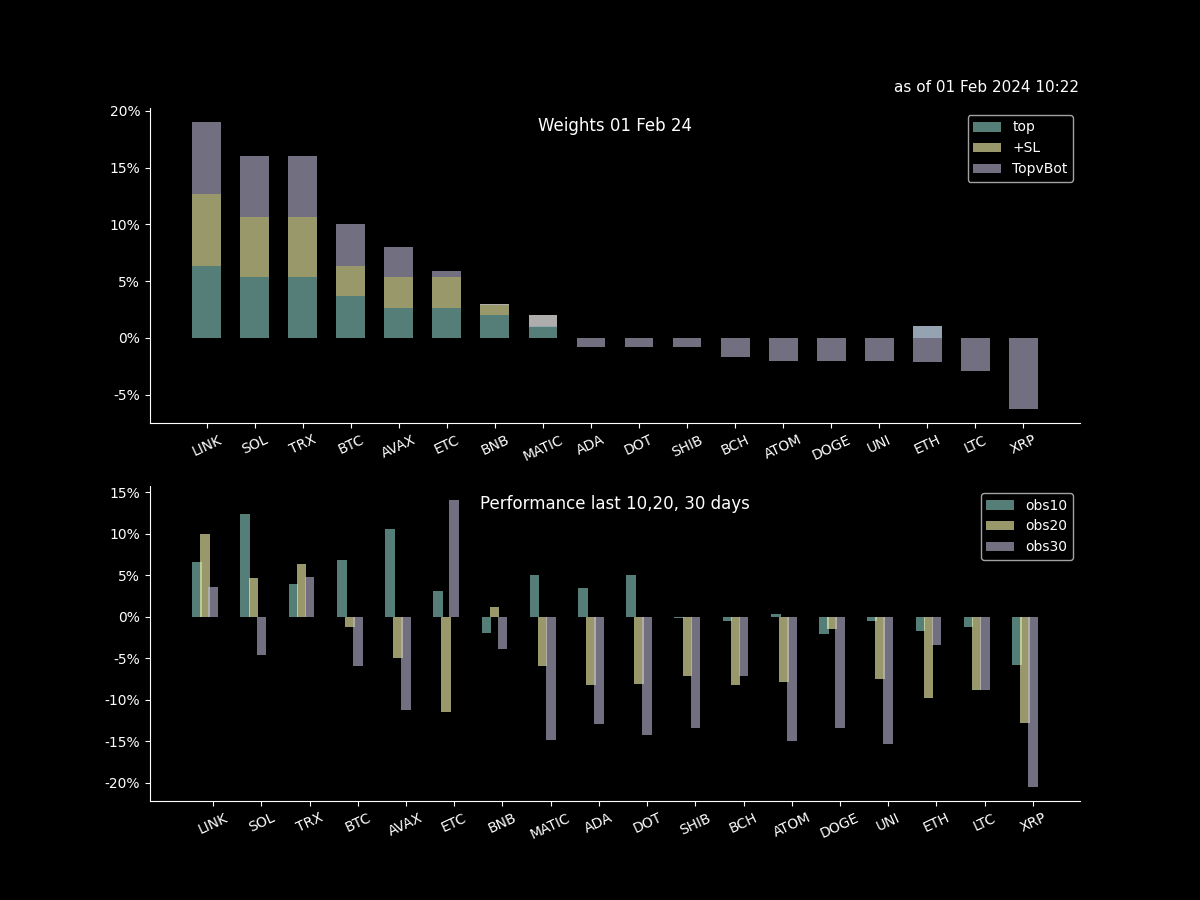 as of 01 Feb 2024 10:22
Weights 01 Feb 24
top
+SL
TopvBot
20%
15%
10%
5%
0%
-5%
LINK SOL TRX BTC AVAX ETC BNB MATIC ADA DOT SHIB BCH ATOM DOGE UNI ETH LTC XRP
Performance last 10,20, 30 days
obs10
obs20
obs30
15%
10%
5%
0%
-5%
-10%
-15%
-20%
LINK SOL TRX BTC AVAX ETC BNB MATIC ADA DOT SHIB BCH ATOM DOGE UNI ETH LTC XRP